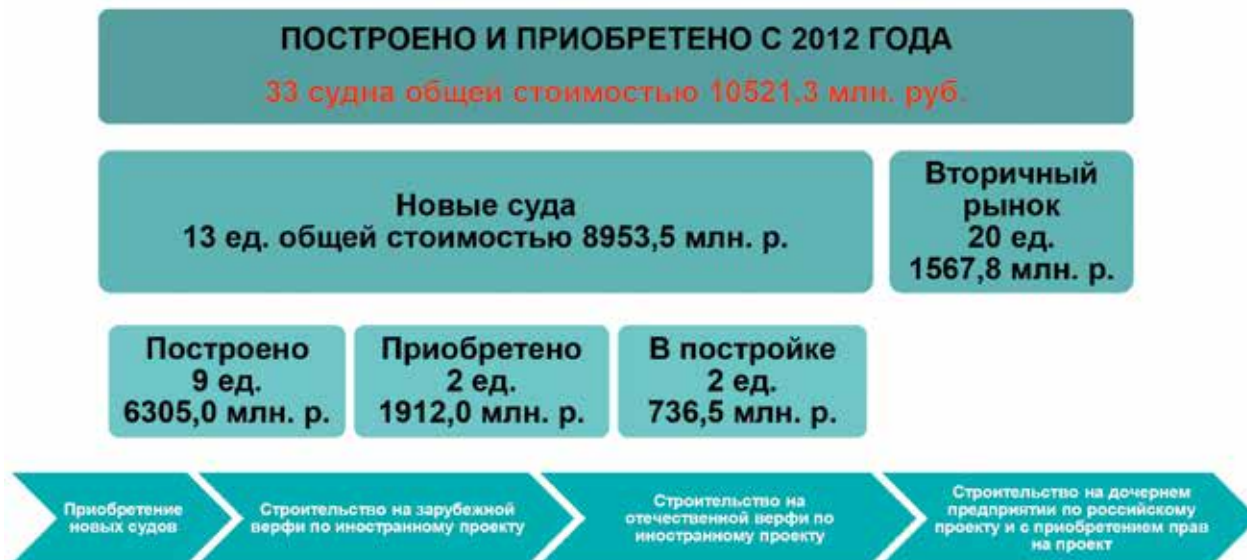 ПОСТРОЕНО И ПРИОБРЕТЕНО С 2012 ГОДА
33 судна общей стоимостью 10521,3 млн. руб.
Новые суда
13 ед. общей стоимостью 8953,5 млн. р.
Вторичный
рынок
20 ед.
1567,8 млн. р.
Построено
9 ед.
6305,0 млн. р.
Приобретено
2 ед.
1912,0 млн. р.
В постройке
2 ед.
736,5 млн. р.
Приобретение
новых судов
Строительство на зарубежной
верфи по иностранному проекту
Строительство на
отечественной верфи по
иностранному проекту
Строительство на дочернем
предприятии по российскому
проекту и с приобретением прав
на проект